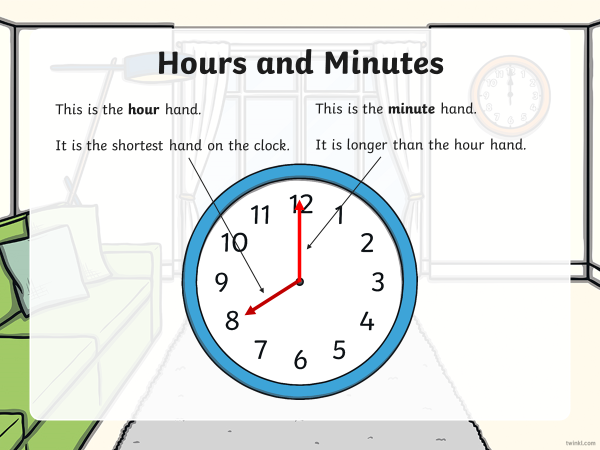 Hours and Minutes
This is the hour hand.
It is the shortest hand on the clock.
This is the minute hand.
It is longer than the hour hand.
12
1
2
3
4
5
6
7
8
9
10
11
twinkl.com